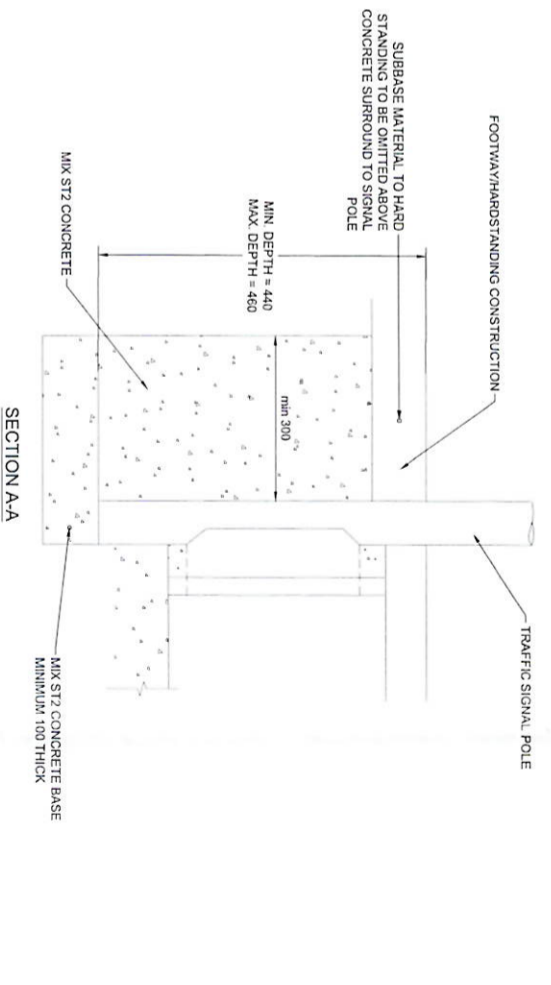 FOOTWAY/HARDSTANDING CONSTRUCTION
TRAFFIC SIGNAL POLE
SUBBASE MATERIAL TO HARD
STANDING TO BE OMITTED ABOVE
CONCRETE SURROUND TO SIGNAL
POLE
MIN. DEPTH = 440
MAX. DEPTH = 460
min 300
MIX ST2 CONCRETE
MIX ST2 CONCRETE BASE
MINIMUM 100 THICK
SECTION A-A